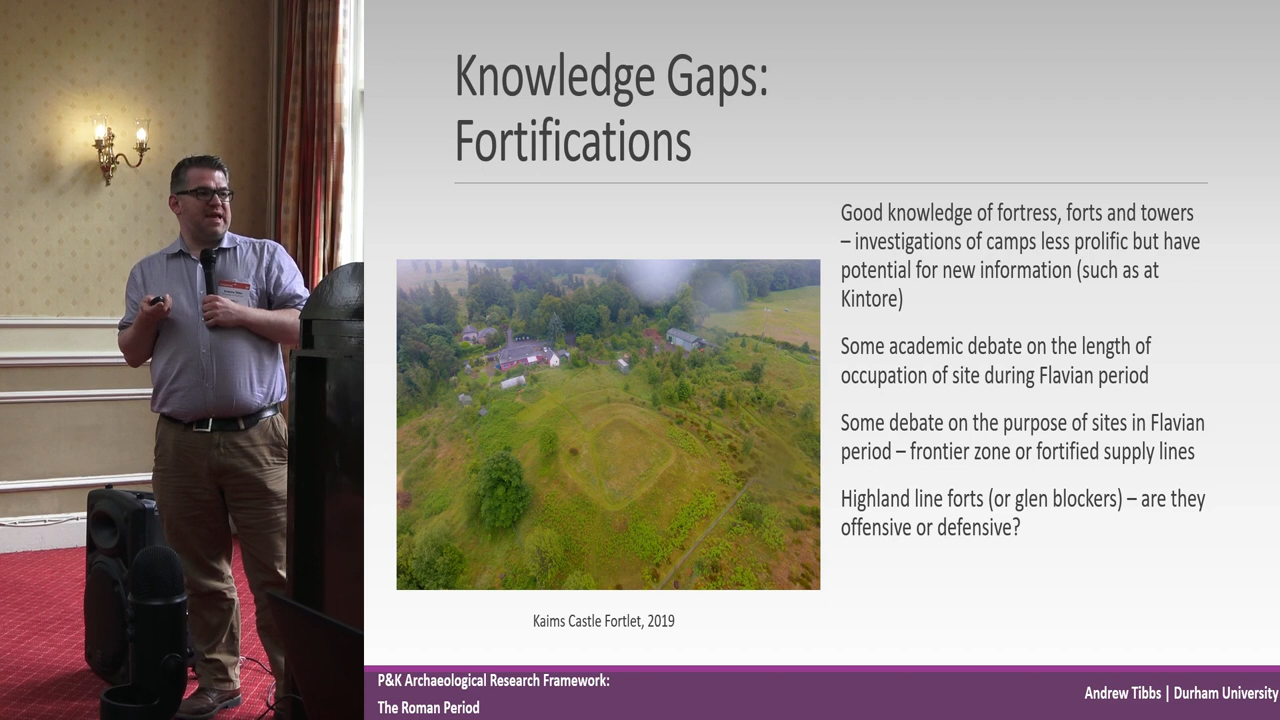 Knowledge Gaps:
Fortifications
Good knowledge of fortress, forts and towers
– investigations of camps less prolific but have
potential for new information (such as at
Kintore)
Some academic debate on the length of
occupation of site during Flavian period
Some debate on the purpose of sites in Flavian
period – frontier zone or fortified supply lines
Highland line forts (or glen blockers) – are they
offensive or defensive?
Kaims Castle Fortlet, 2019
P&K Archaeological Research Framework:
The Roman Period
Andrew Tibbs | Durham University